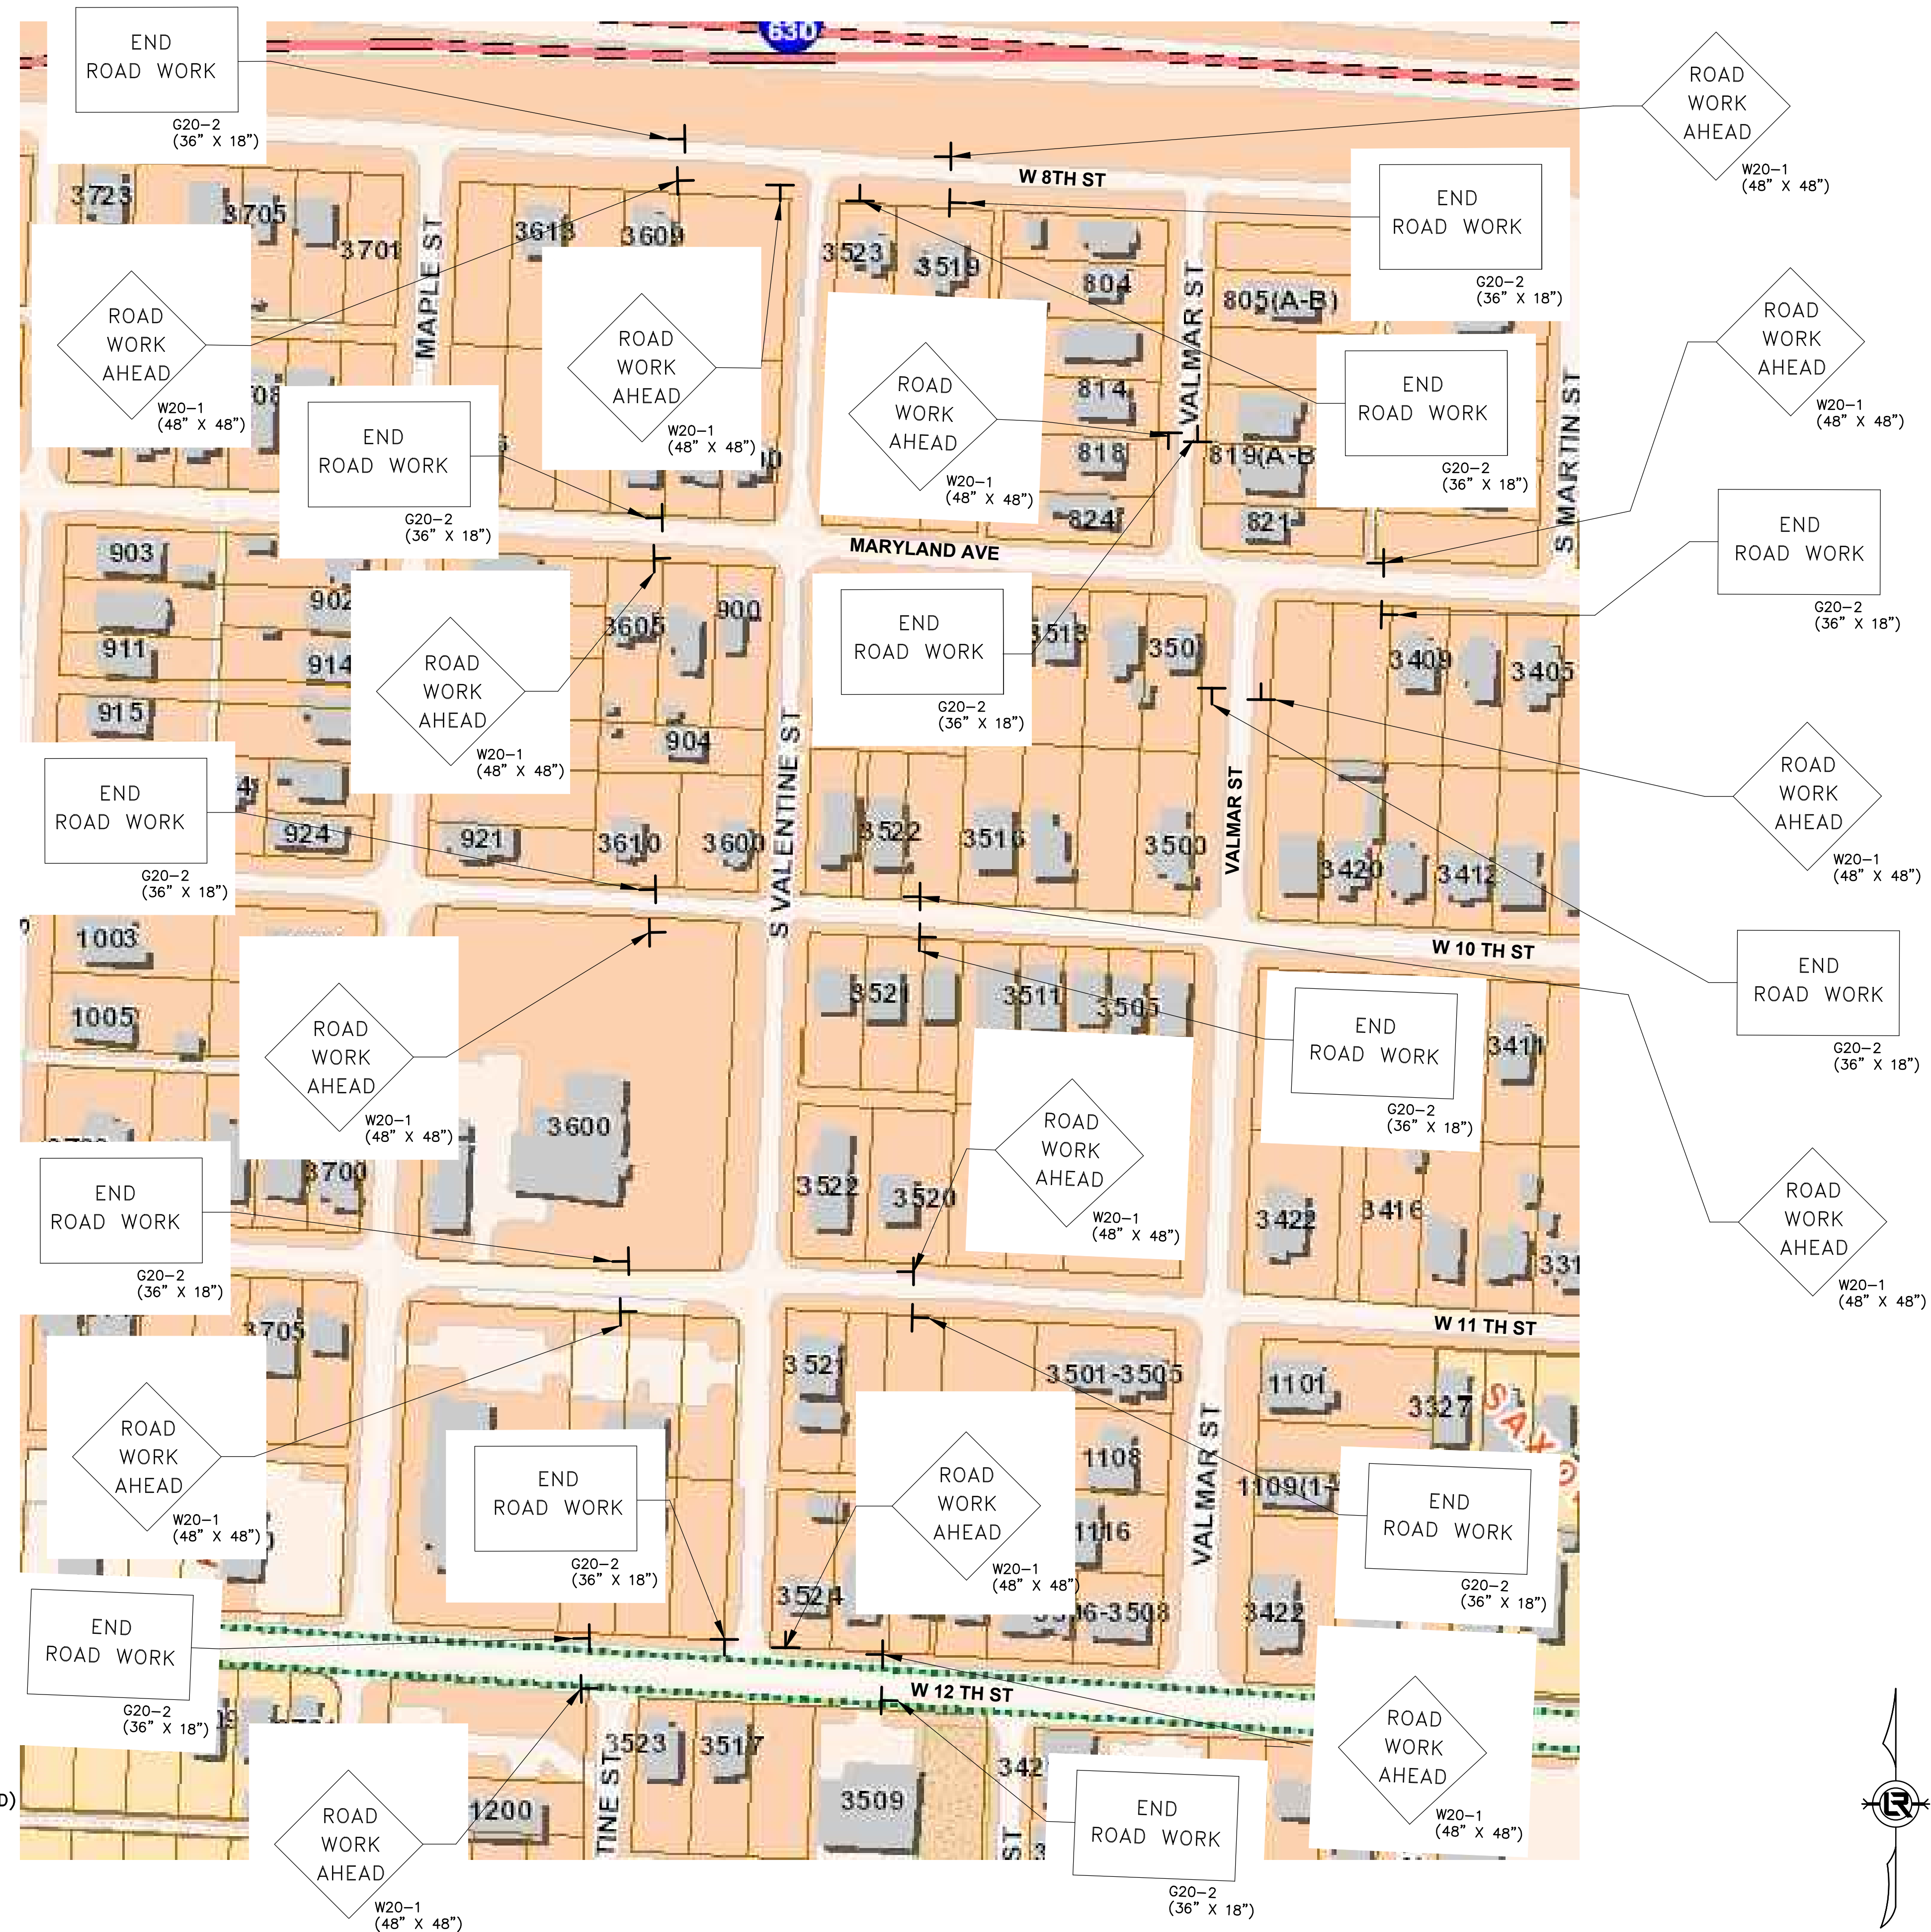 630
END
ROAD WORK
G20-2
(36" X 18")
ROAD
WORK
AHEAD
W20-1
(48" X 48")
W 8TH ST
END
ROAD WORK
G20-2
(36" X 18")
3723
3705
3701
MAPLE ST
3613
3609
3523
3519
804
VALMAR ST
805(A-B)
ROAD
WORK
AHEAD
W20-1
(48" X 48")
ROAD
WORK
AHEAD
W20-1
(48" X 48")
ROAD
WORK
AHEAD
W20-1
(48" X 48")
814
818
824
819(A-B
821
END
ROAD WORK
G20-2
(36" X 18")
S MARTIN ST
ROAD
WORK
AHEAD
W20-1
(48" X 48")
END
ROAD WORK
G20-2
(36" X 18")
MARYLAND AVE
END
ROAD WORK
G20-2
(36" X 18")
903
902
911
914
915
924
921
ROAD
WORK
AHEAD
W20-1
(48" X 48")
3605
900
904
3610
3600
S VALENTINE ST
END
ROAD WORK
G20-2
(36" X 18")
3513
350
3409
3405
3522
3516
3500
VALMAR ST
3420
3412
ROAD
WORK
AHEAD
W20-1
(48" X 48")
END
ROAD WORK
G20-2
(36" X 18")
W 10 TH ST
END
ROAD WORK
G20-2
(36" X 18")
1003
1005
ROAD
WORK
AHEAD
W20-1
(48" X 48")
3521
3511
3505
END
ROAD WORK
G20-2
(36" X 18")
3411
3600
3700
3522
3520
ROAD
WORK
AHEAD
W20-1
(48" X 48")
3422
3416
331
ROAD
WORK
AHEAD
W20-1
(48" X 48")
END
ROAD WORK
G20-2
(36" X 18")
W 11 TH ST
3705
3521
3501-3505
1101
3327
1108
1109(1-
1116
VALMAR ST
ROAD
WORK
AHEAD
W20-1
(48" X 48")
END
ROAD WORK
G20-2
(36" X 18")
ROAD
WORK
AHEAD
W20-1
(48" X 48")
END
ROAD WORK
G20-2
(36" X 18")
3524
3422
END
ROAD WORK
G20-2
(36" X 18")
W 12 TH ST
3523
3517
3509
342
1200
TINE ST
ST
ROAD
WORK
AHEAD
W20-1
(48" X 48")
END
ROAD WORK
G20-2
(36" X 18")
ROAD
WORK
AHEAD
W20-1
(48" X 48")
LR